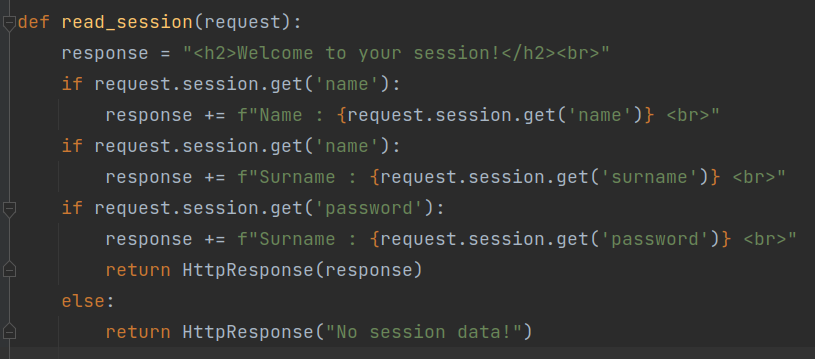 def read_session(request):
    response = "<h2>Welcome to your session!</h2><br>"
    if request.session.get('name'):
        response += f"Name : {request.session.get('name')} <br>"
    if request.session.get('name'):
        response += f"Surname : {request.session.get('surname')} <br>"
    if request.session.get('password'):
        response += f"Surname : {request.session.get('password')} <br>"
        return HttpResponse(response)
    else:
        return HttpResponse("No session data!")